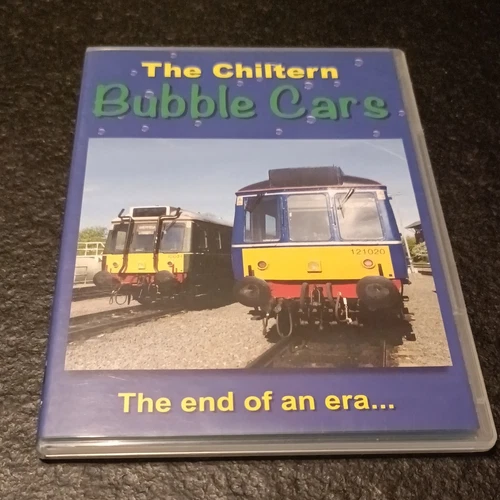 The Chiltern
Bubble Cars
121020
The end of an era...